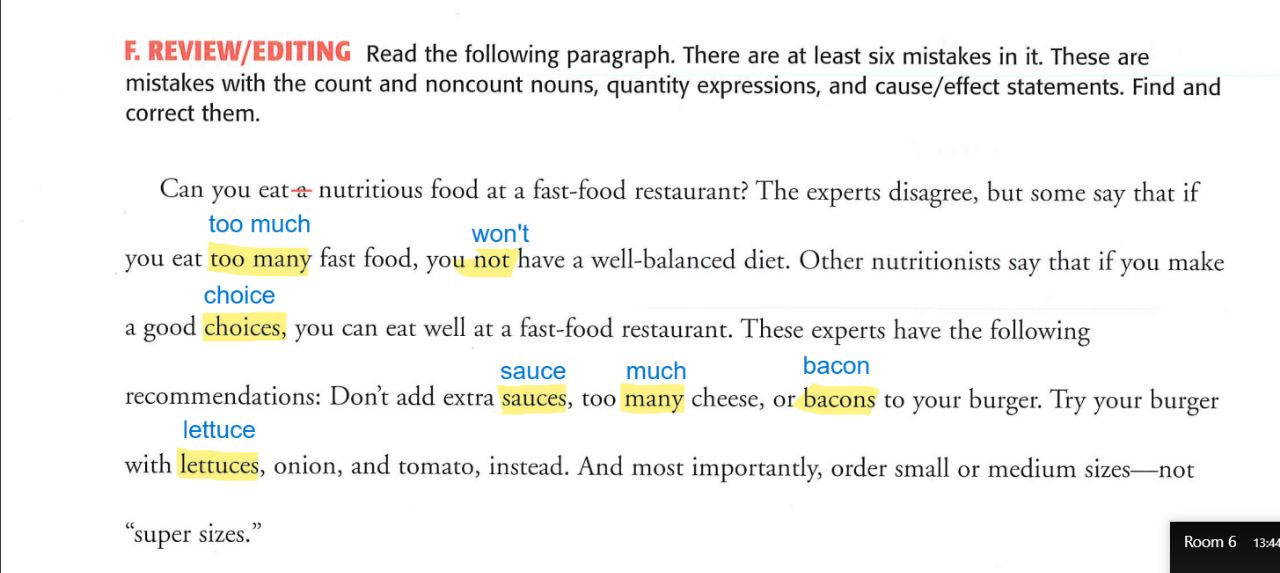 F. REVIEW/EDITING Read the following paragraph. There are at least six mistakes in it. These are
mistakes with the count and noncount nouns, quantity expressions, and cause/effect statements. Find and
correct them.
Can you eat a nutritious food at a fast-food restaurant? The experts disagree, but some say that if
too much won't
you eat too many fast food, you not have a well-balanced diet. Other nutritionists say that if you make
choice
a good choices, you can eat well at a fast-food restaurant. These experts have the following
sauce much bacon
recommendations: Don't add extra sauces, too many cheese, or bacons to your burger. Try your burger
lettuce
with lettuces, onion, and tomato, instead. And most importantly, order small or medium sizes—not
“super sizes.”
Room 6 13:44